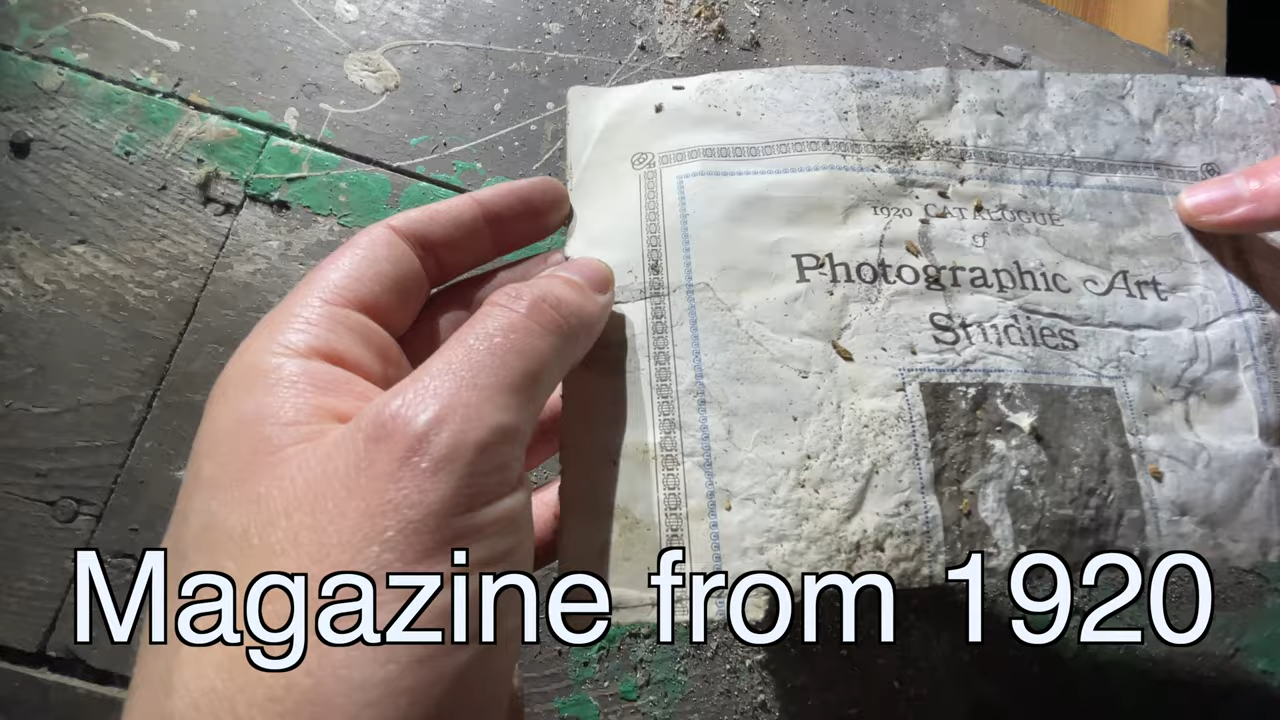 1920 CATALOGUE
of
Photographic Art
Studies
Magazine from 1920